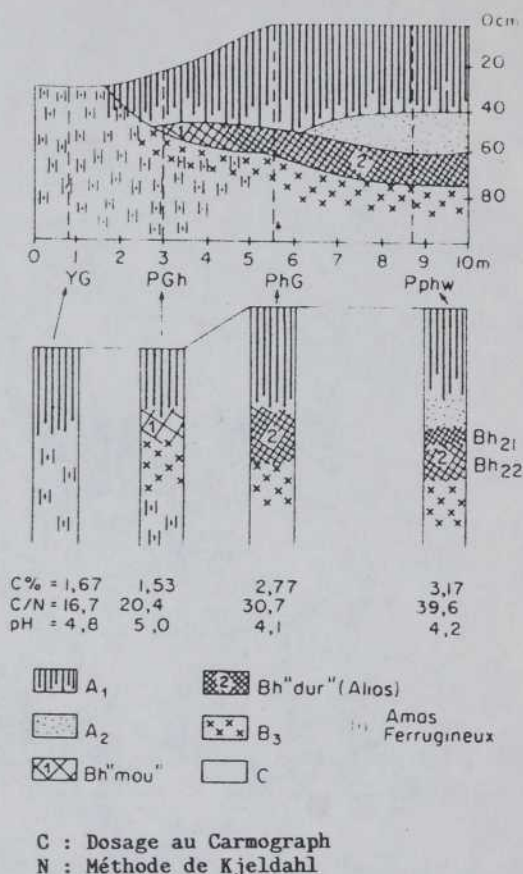 0cm
20
40
60
80
1
2
0 1 2 3 4 5 6 7 8 9 10m
YG PGh PhG Pphw
1 2 2 Bh21
Bh22
C% = 1,67 1,53 2,77 3,17
C/N = 16,7 20,4 30,7 39,6
pH = 4,8 5,0 4,1 4,2
A1 2 Bh"dur"(Alios)
A2 B3 Amas Ferrugineux
1 Bh"mou" C
C : Dosage au Carmograph
N : Méthode de Kjeldahl